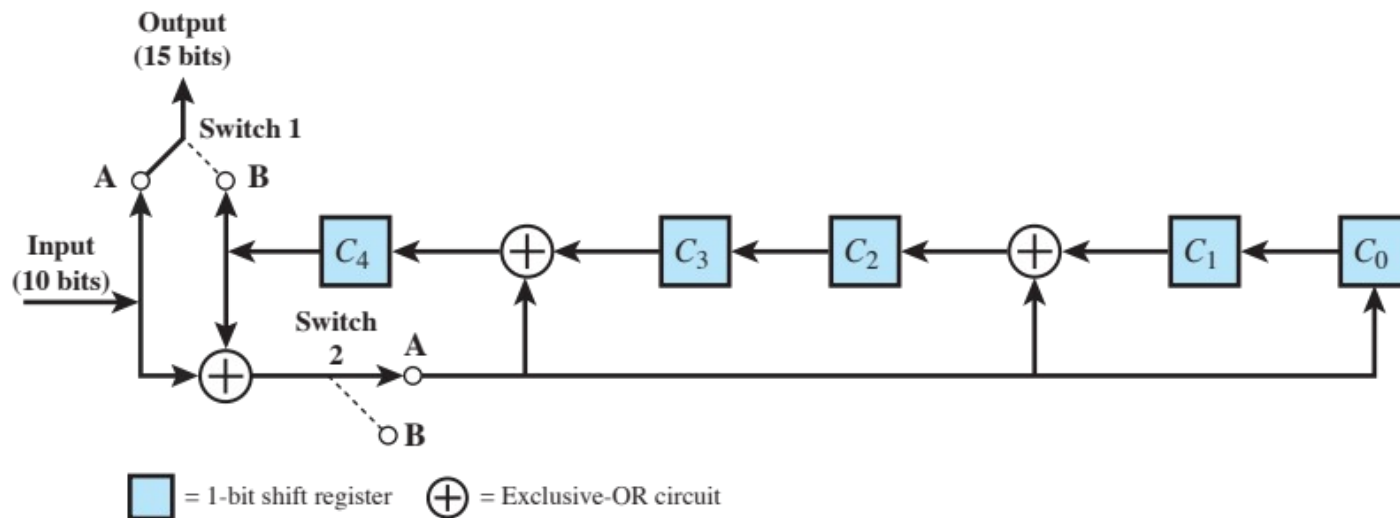 Output
(15 bits)
Switch 1
A
B
Input
(10 bits)
C₄
C₃
C₂
C₁
C₀
Switch
2
A
B
= 1-bit shift register
= Exclusive-OR circuit